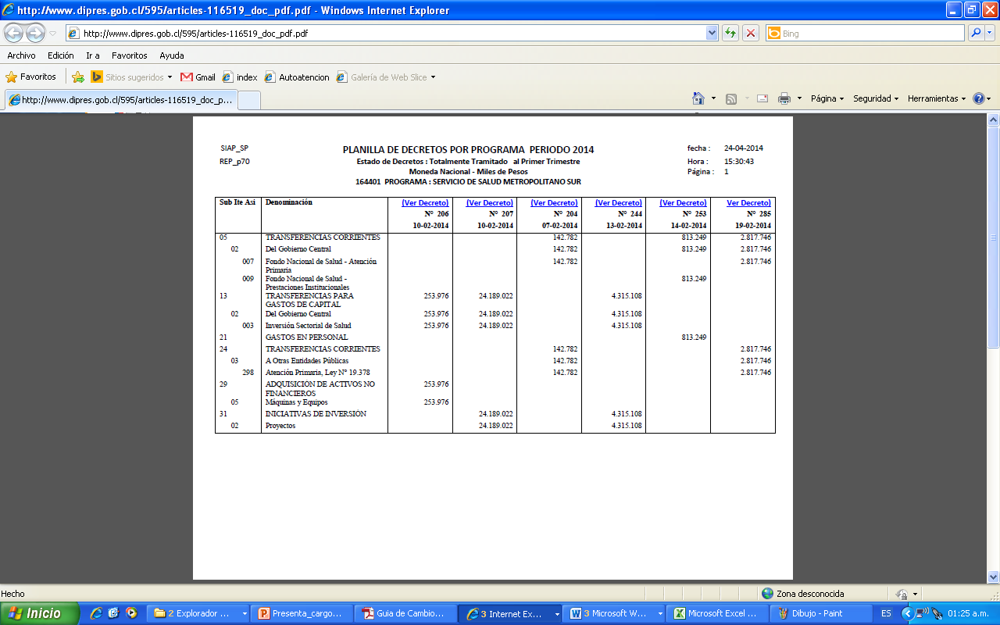 http://www.dipres.gob.cl/595/articles-116519_doc_pdf.pdf - Windows Internet Explorer
http://www.dipres.gob.cl/595/articles-116519_doc_pdf.pdf
Bing
Archivo Edición Ir a Favoritos Ayuda
Favoritos Sitios sugeridos Gmail index Autoatencion Galería de Web Slice
http://www.dipres.gob.cl/595/articles-116519_doc_p...
Página Seguridad Herramientas
SIAP_SP PLANILLA DE DECRETOS POR PROGRAMA PERIODO 2014 fecha : 24-04-2014
REP_p70 Estado de Decretos : Totalmente Tramitado al Primer Trimestre Hora : 15:30:43
Moneda Nacional - Miles de Pesos Página : 1
164401 PROGRAMA : SERVICIO DE SALUD METROPOLITANO SUR
Sub Ite Asi Denominación (Ver Decreto) (Ver Decreto) (Ver Decreto) (Ver Decreto) (Ver Decreto) Ver Decreto)
N° 206 N° 207 N° 204 N° 244 N° 253 N° 285
10-02-2014 10-02-2014 07-02-2014 13-02-2014 14-02-2014 19-02-2014
05 TRANSFERENCIAS CORRIENTES 142.782 813.249 2.817.746
02 Del Gobierno Central 142.782 813.249 2.817.746
007 Fondo Nacional de Salud - Atención 142.782 2.817.746
Primaria
009 Fondo Nacional de Salud - 813.249
Prestaciones Institucionales
13 TRANSFERENCIAS PARA 253.976 24.189.022 4.315.108
GASTOS DE CAPITAL
02 Del Gobierno Central 253.976 24.189.022 4.315.108
003 Inversión Sectorial de Salud 253.976 24.189.022 4.315.108
21 GASTOS EN PERSONAL 813.249
24 TRANSFERENCIAS CORRIENTES 142.782 2.817.746
03 A Otras Entidades Públicas 142.782 2.817.746
298 Atención Primaria, Ley N° 19.378 142.782 2.817.746
29 ADQUISICIÓN DE ACTIVOS NO 253.976
FINANCIEROS
05 Máquinas y Equipos 253.976
31 INICIATIVAS DE INVERSIÓN 24.189.022 4.315.108
02 Proyectos 24.189.022 4.315.108
Hecho Zona desconocida
Inicio 2 Explorador ... Presenta_cargo... Guia de Cambio... 3 Internet Ex... 3 Microsoft W... Microsoft Excel ... Dibujo - Paint ES 01:25 a.m.